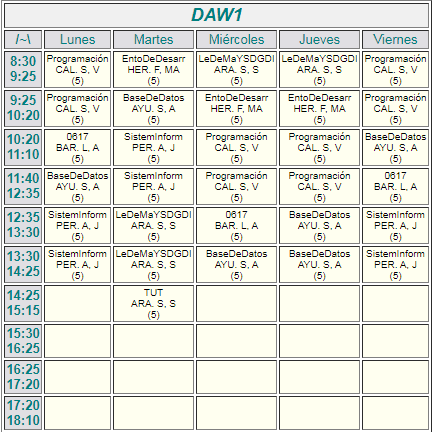 DAW1
/~\ Lunes Martes Miércoles Jueves Viernes
8:30 Programación EntoDeDesarr LeDeMaYSDGDI LeDeMaYSDGDI Programación
9:25 CAL. S, V HER. F, MA ARA. S, S ARA. S, S CAL. S, V
(5) (5) (5) (5) (5)
9:25 Programación BaseDeDatos EntoDeDesarr EntoDeDesarr Programación
10:20 CAL. S, V AYU. S, A HER. F, MA HER. F, MA CAL. S, V
(5) (5) (5) (5) (5)
10:20 0617 SistemInform Programación Programación BaseDeDatos
11:10 BAR. L, A PER. A, J CAL. S, V CAL. S, V AYU. S, A
(5) (5) (5) (5) (5)
11:40 BaseDeDatos SistemInform Programación Programación 0617
12:35 AYU. S, A PER. A, J CAL. S, V CAL. S, V BAR. L, A
(5) (5) (5) (5) (5)
12:35 SistemInform LeDeMaYSDGDI 0617 BaseDeDatos SistemInform
13:30 PER. A, J ARA. S, S BAR. L, A AYU. S, A PER. A, J
(5) (5) (5) (5) (5)
13:30 SistemInform LeDeMaYSDGDI BaseDeDatos BaseDeDatos SistemInform
14:25 PER. A, J ARA. S, S AYU. S, A AYU. S, A PER. A, J
(5) (5) (5) (5) (5)
14:25 TUT
15:15 ARA. S, S
(5)
15:30
16:25
16:25
17:20
17:20
18:10